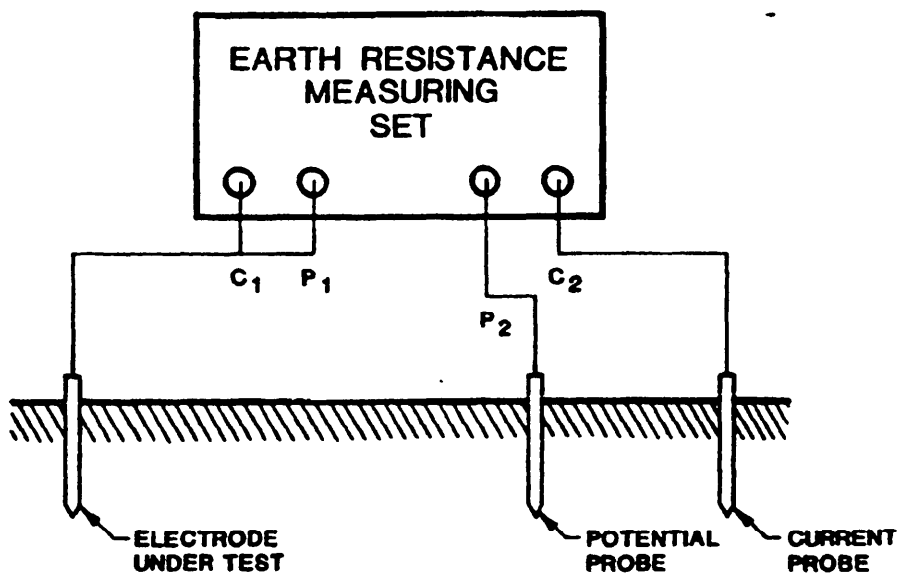 EARTH RESISTANCE
MEASURING
SET
C1 P1
P2
C2
ELECTRODE
UNDER TEST
POTENTIAL
PROBE
CURRENT
PROBE